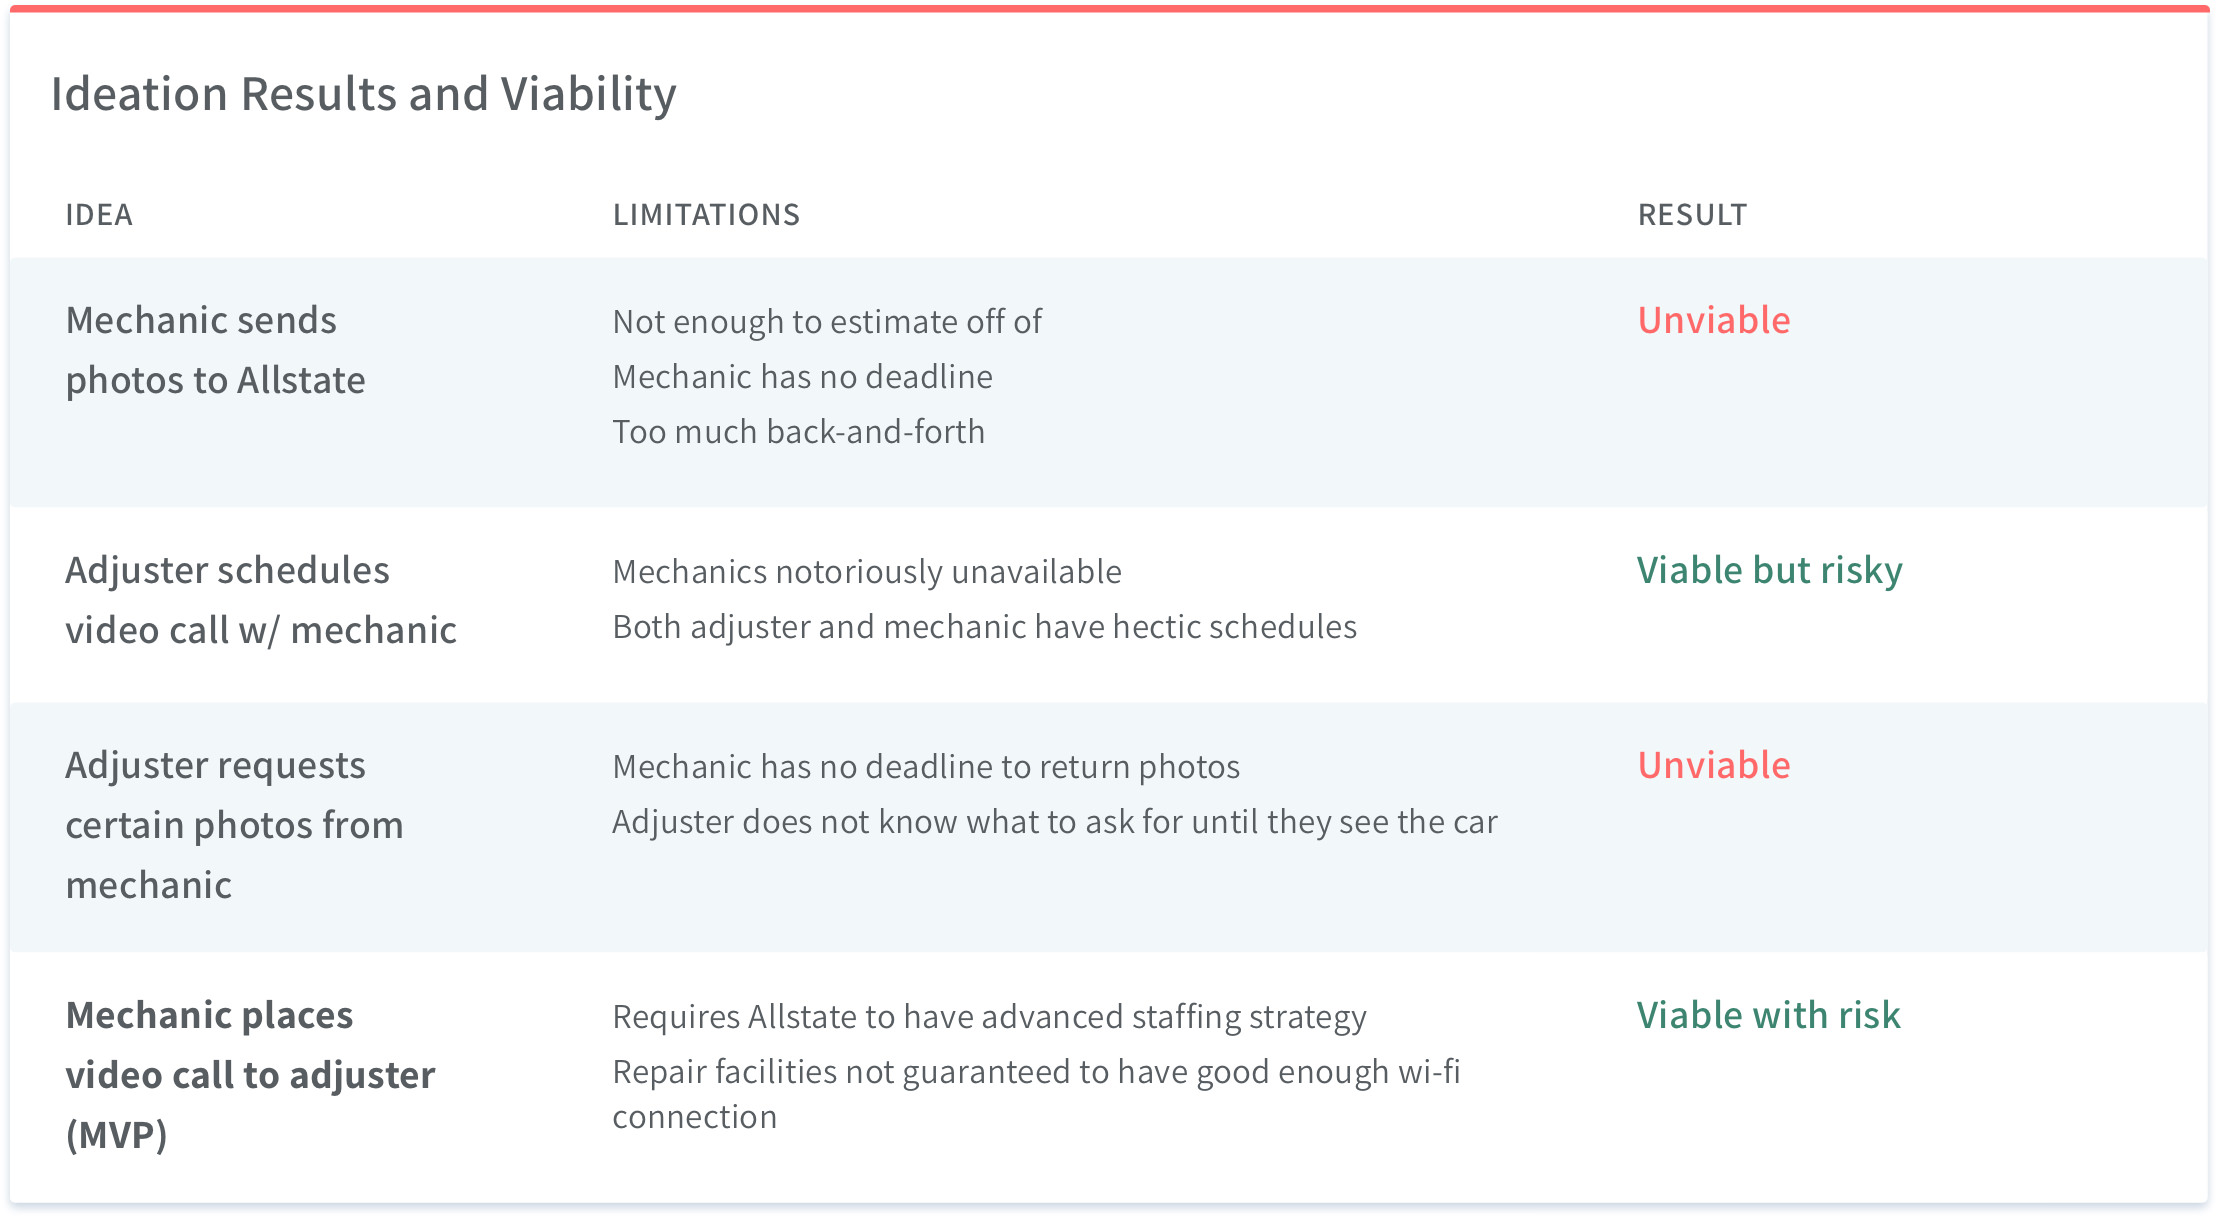 Ideation Results and Viability
IDEA
LIMITATIONS
RESULT
Mechanic sends
photos to Allstate
Not enough to estimate off of
Mechanic has no deadline
Too much back-and-forth
Unviable
Adjuster schedules
video call w/ mechanic
Mechanics notoriously unavailable
Both adjuster and mechanic have hectic schedules
Viable but risky
Adjuster requests
certain photos from
mechanic
Mechanic has no deadline to return photos
Adjuster does not know what to ask for until they see the car
Unviable
Mechanic places
video call to adjuster
(MVP)
Requires Allstate to have advanced staffing strategy
Repair facilities not guaranteed to have good enough wi-fi
connection
Viable with risk